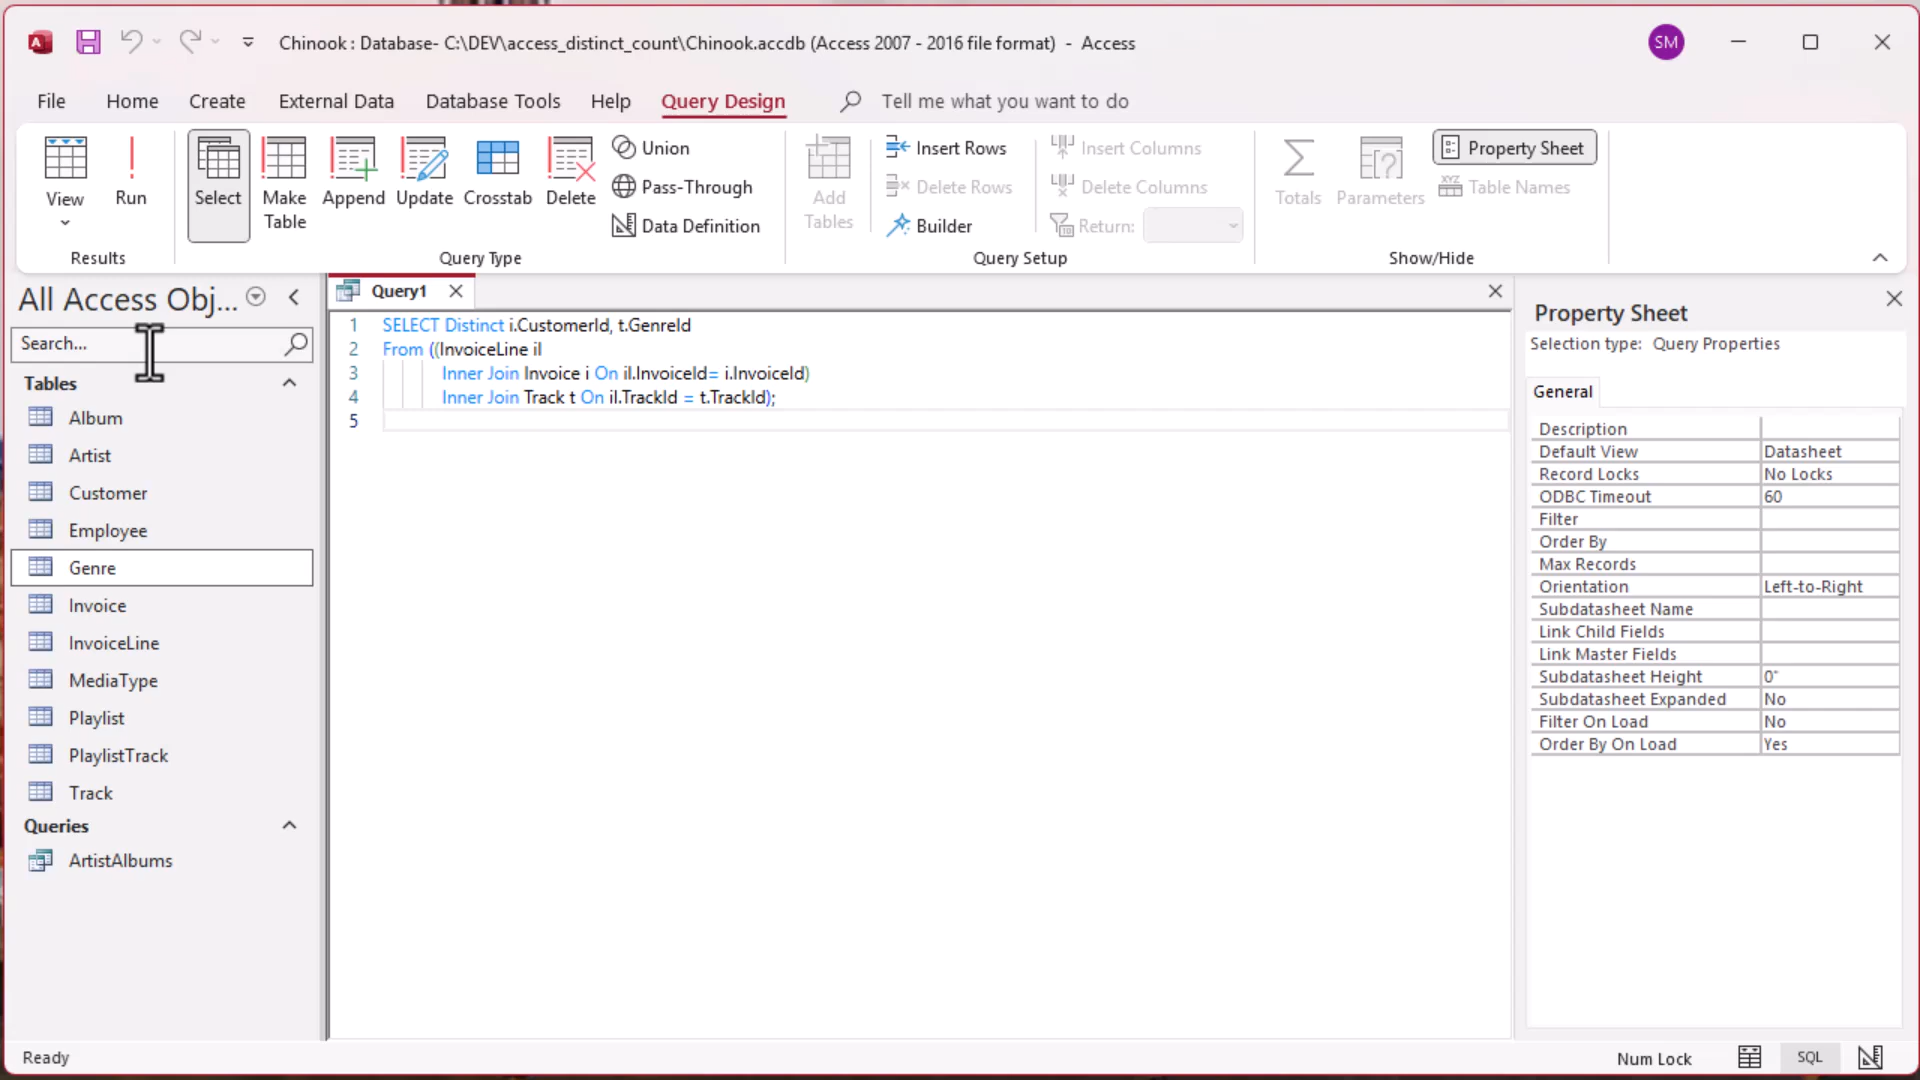 Chinook : Database- C:\DEV\access_distinct_count\Chinook.accdb (Access 2007 - 2016 file format) - Access
SM
File Home Create External Data Database Tools Help Query Design Tell me what you want to do
View
Run
Results
Select
Make
Table
Append
Update
Crosstab
Delete
Union
Pass-Through
Data Definition
Query Type
Add
Tables
Insert Rows
Delete Rows
Builder
Insert Columns
Delete Columns
Return:
Query Setup
Totals
Parameters
Property Sheet
Table Names
Show/Hide
All Access Obj...
Search...
Tables
Album
Artist
Customer
Employee
Genre
Invoice
InvoiceLine
MediaType
Playlist
PlaylistTrack
Track
Queries
ArtistAlbums
Query1
1 SELECT Distinct i.CustomerId, t.GenreId
2 From ((InvoiceLine il
3 Inner Join Invoice i On il.InvoiceId= i.InvoiceId)
4 Inner Join Track t On il.TrackId = t.TrackId);
5
Property Sheet
Selection type: Query Properties
General
Description
Default View Datasheet
Record Locks No Locks
ODBC Timeout 60
Filter
Order By
Max Records
Orientation Left-to-Right
Subdatasheet Name
Link Child Fields
Link Master Fields
Subdatasheet Height 0"
Subdatasheet Expanded No
Filter On Load No
Order By On Load Yes
Ready
Num Lock
SQL